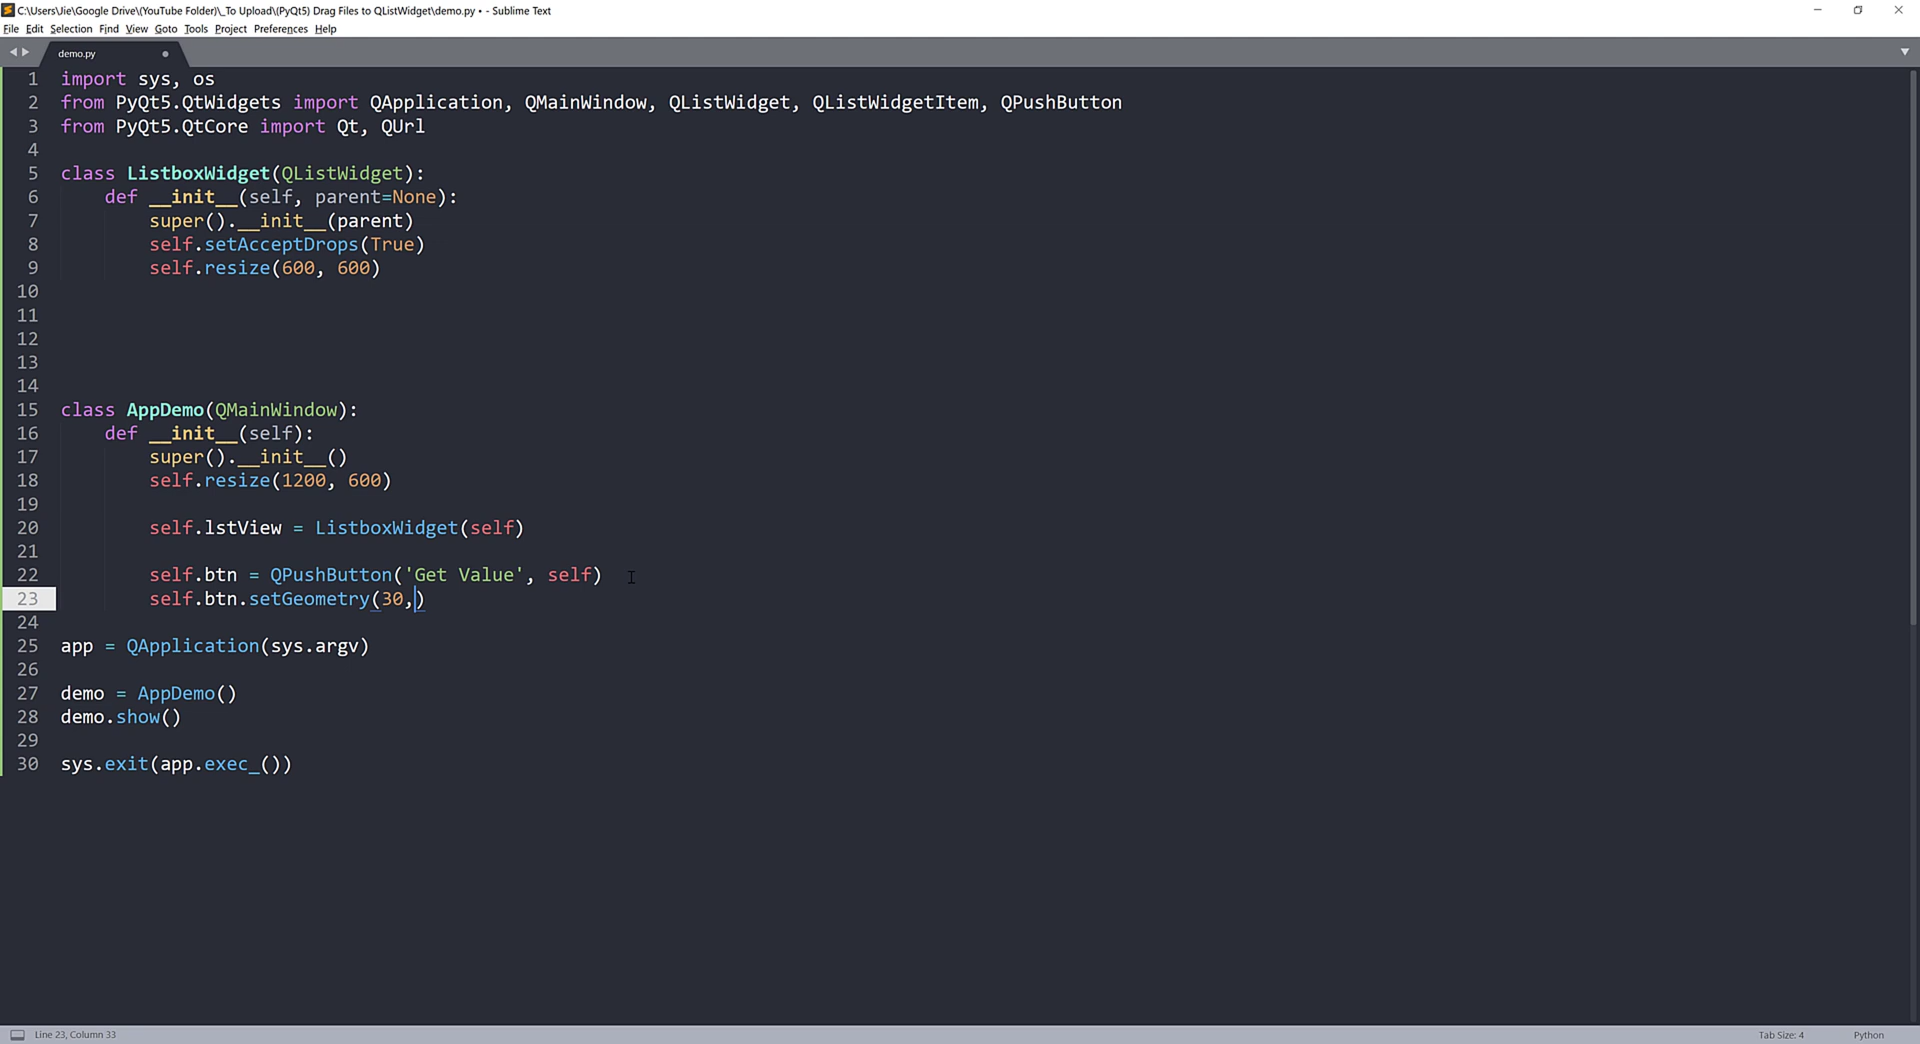 C:\Users\Jie\Google Drive\(YouTube Folder)\_To Upload\(PyQt5) Drag Files to QListWidget\demo.py • - Sublime Text
File Edit Selection Find View Goto Tools Project Preferences Help
demo.py
1 import sys, os
2 from PyQt5.QtWidgets import QApplication, QMainWindow, QListWidget, QListWidgetItem, QPushButton
3 from PyQt5.QtCore import Qt, QUrl
4
5 class ListboxWidget(QListWidget):
6     def __init__(self, parent=None):
7         super().__init__(parent)
8         self.setAcceptDrops(True)
9         self.resize(600, 600)
10
11
12
13
14
15 class AppDemo(QMainWindow):
16     def __init__(self):
17         super().__init__()
18         self.resize(1200, 600)
19
20         self.lstView = ListboxWidget(self)
21
22         self.btn = QPushButton('Get Value', self)
23         self.btn.setGeometry(30,)
24
25 app = QApplication(sys.argv)
26
27 demo = AppDemo()
28 demo.show()
29
30 sys.exit(app.exec_())
Line 23, Column 33 Tab Size: 4 Python